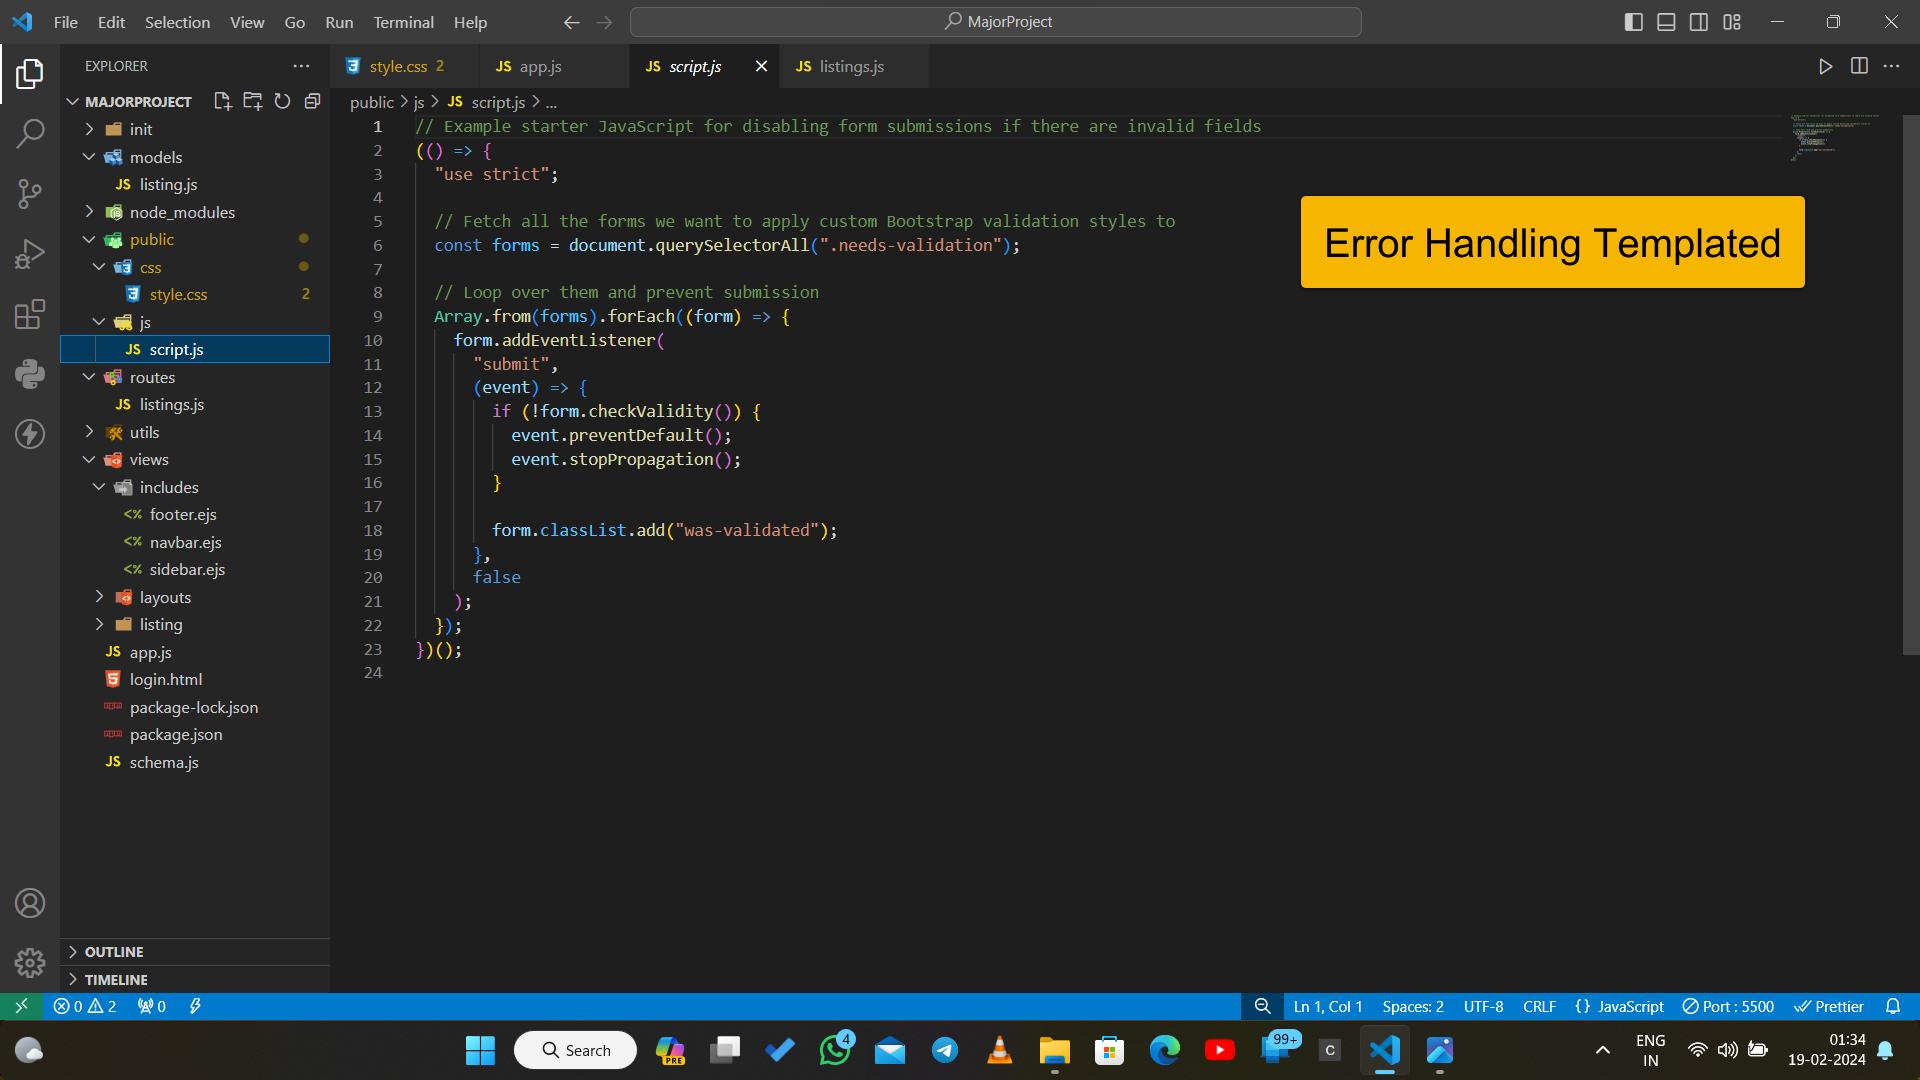 File Edit Selection View Go Run Terminal Help
MajorProject
EXPLORER
style.css 2
app.js
script.js
listings.js
MAJORPROJECT
init
models
listing.js
node_modules
public
css
style.css 2
js
script.js
routes
listings.js
utils
views
includes
footer.ejs
navbar.ejs
sidebar.ejs
layouts
listing
app.js
login.html
package-lock.json
package.json
schema.js
OUTLINE
TIMELINE
public > js > JS script.js > ...
1 // Example starter JavaScript for disabling form submissions if there are invalid fields
2 (() => {
3 "use strict";
4
5 // Fetch all the forms we want to apply custom Bootstrap validation styles to
6 const forms = document.querySelectorAll(".needs-validation");
7
8 // Loop over them and prevent submission
9 Array.from(forms).forEach((form) => {
10 form.addEventListener(
11 "submit",
12 (event) => {
13 if (!form.checkValidity()) {
14 event.preventDefault();
15 event.stopPropagation();
16 }
17
18 form.classList.add("was-validated");
19 },
20 false
21 );
22 });
23 })();
24
Error Handling Templated
0 2 0
Ln 1, Col 1 Spaces: 2 UTF-8 CRLF {} JavaScript Port : 5500 Prettier
Search
PRE
4
99+
C
ENG
IN
01:34
19-02-2024